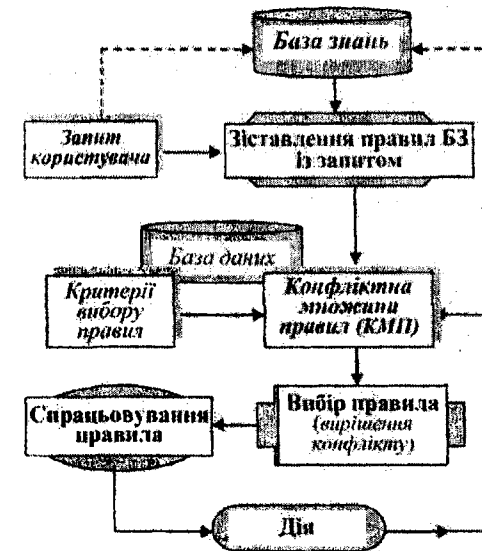 База знань
Запит
користувача
Зіставлення правил БЗ
із запитом
База даних
Критерії
вибору
правил
Конфліктна
множина
правил (КМП)
Спрацьовування
правила
Вибір правила
(вирішення
конфлікту)
Дія